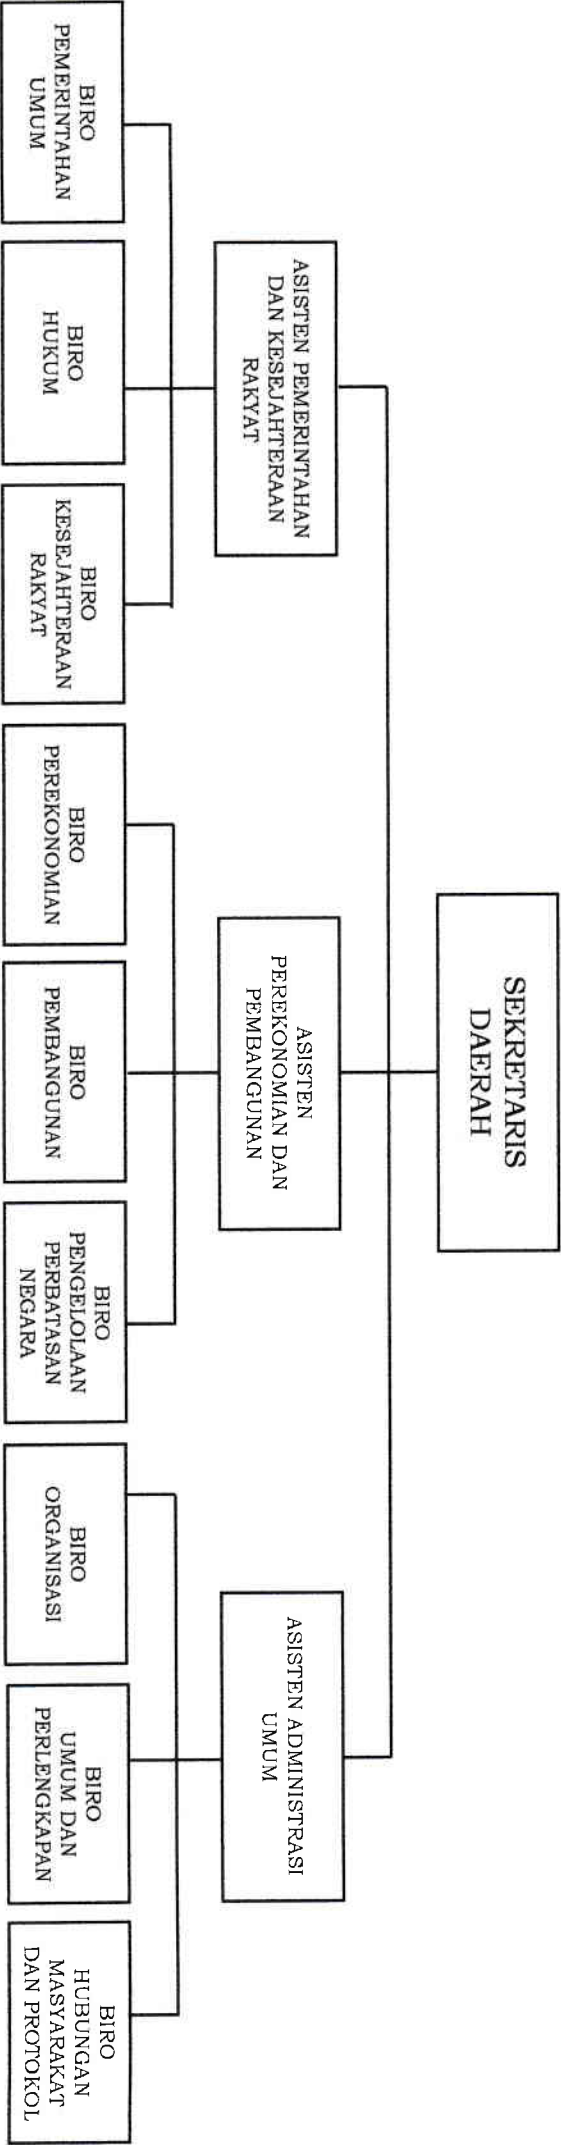 SEKRETARIS
DAERAH
ASISTEN PEMERINTAHAN
DAN KESEJAHTERAAN
RAKYAT
ASISTEN
PEREKONOMIAN DAN
PEMBANGUNAN
ASISTEN ADMINISTRASI
UMUM
BIRO
PEMERINTAHAN
UMUM
BIRO
HUKUM
BIRO
KESEJAHTERAAN
RAKYAT
BIRO
PEREKONOMIAN
BIRO
PEMBANGUNAN
BIRO
PENGELOLAAN
PERBATASAN
NEGARA
BIRO
ORGANISASI
BIRO
UMUM DAN
PERLENGKAPAN
BIRO
HUBUNGAN
MASYARAKAT
DAN PROTOKOL